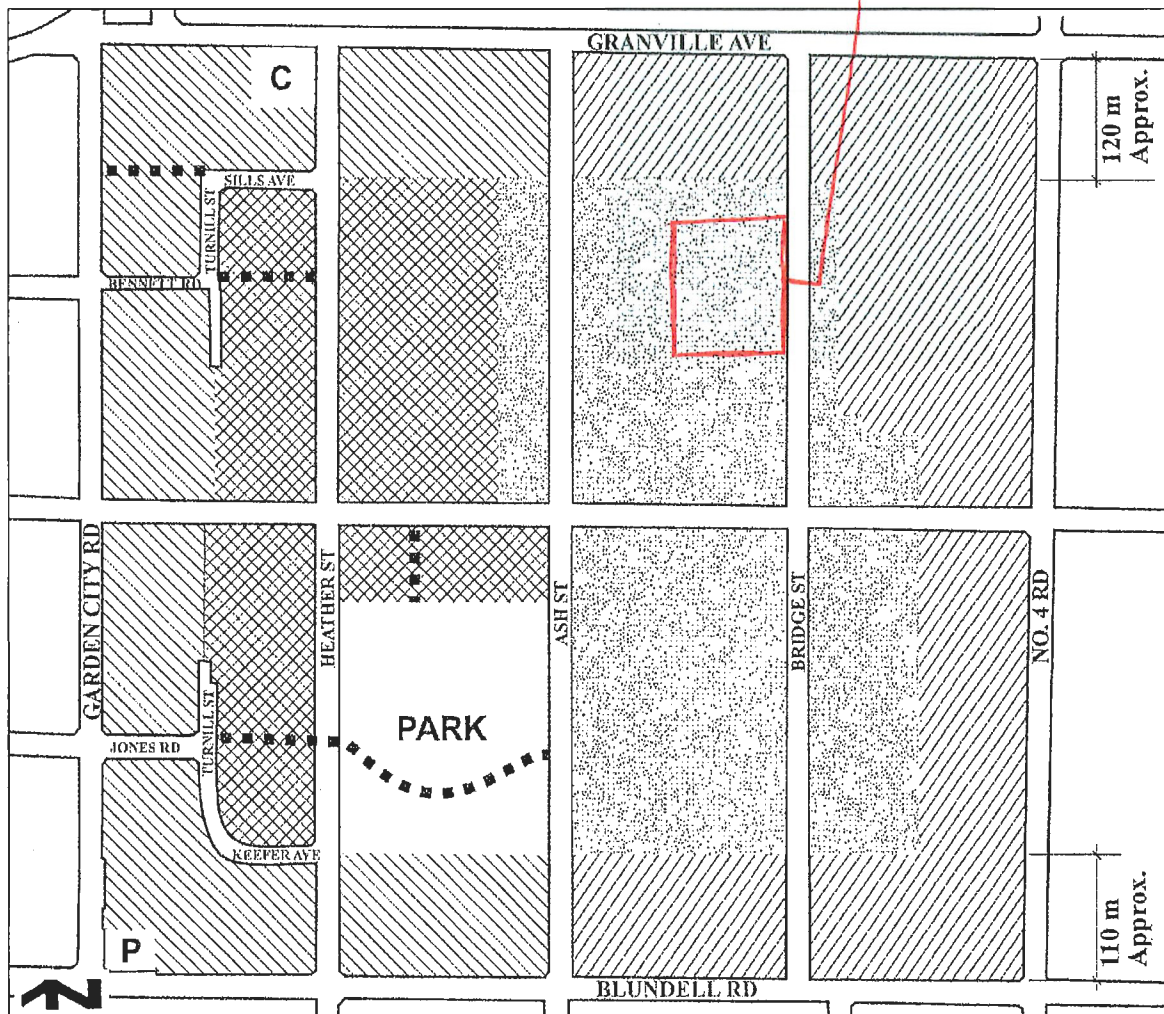 GRANVILLE AVE
C
120 m
Approx.
SILLS AVE
TURNILL ST
BENNETT RD
GARDEN CITY RD
HEATHER ST
ASH ST
BRIDGE ST
NO. 4 RD
PARK
JONES RD
TURNILL ST
KEEFER AVE
P
110 m
Approx.
N
BLUNDELL RD